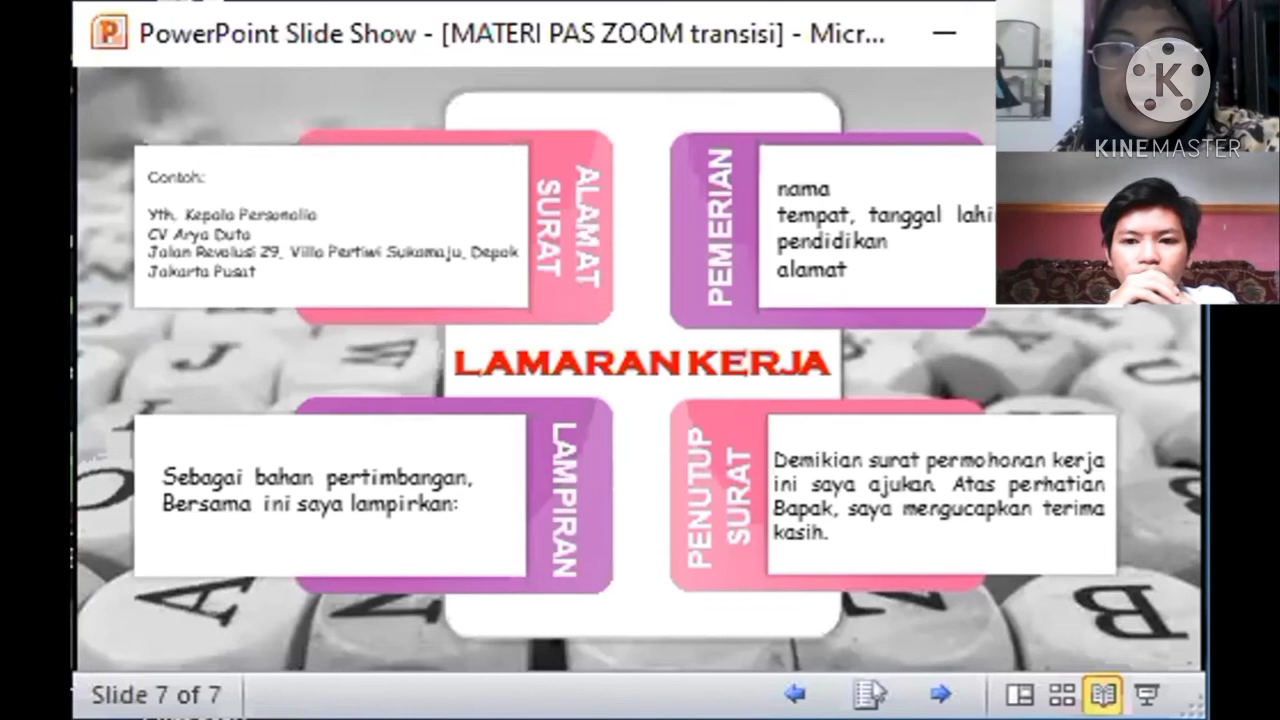 PowerPoint Slide Show - [MATERI PAS ZOOM transisi] - Micr...
KINEMASTER
Contoh:
Yth. Kepala Personalia
CV Arya Duta
Jalan Revolusi 29, Villa Pertiwi Sukamaju, Depok
Jakarta Pusat
ALAMAT
SURAT
PEMERIAN
nama
tempat, tanggal lahi
pendidikan
alamat
LAMARAN KERJA
Sebagai bahan pertimbangan,
Bersama ini saya lampirkan:
LAMPIRAN
PENUTUP
SURAT
Demikian surat permohonan kerja
ini saya ajukan. Atas perhatian
Bapak, saya mengucapkan terima
kasih.
Slide 7 of 7